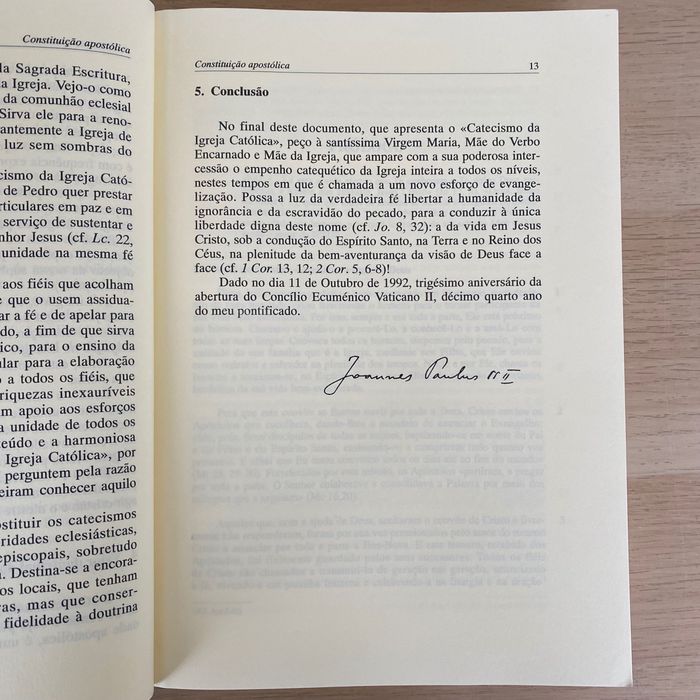 Constituição apostólica
la Sagrada Escritura,
da Igreja. Vejo-o como
da comunhão eclesial
Sirva ele para a reno-
antemente a Igreja de
luz sem sombras do
cismo da Igreja Cató-
de Pedro quer prestar
rticulares em paz e em
serviço de sustentar e
nhor Jesus (cf. Lc. 22,
unidade na mesma fé
aos fiéis que acolham
e que o usem assidua-
ar a fé e de apelar para
do, a fim de que sirva
ico, para o ensino da
ular para a elaboração
a todos os fiéis, que
riquezas inexauríveis
m apoio aos esforços
a unidade de todos os
teúdo e a harmoniosa
Igreja Católica», por
perguntem pela razão
eiram conhecer aquilo
stituir os catecismos
ridades eclesiásticas,
episcopais, sobretudo
a. Destina-se a encora-
os locais, que tenham
ras, mas que conser-
fidelidade à doutrina
Constituição apostólica 13
5. Conclusão
No final deste documento, que apresenta o «Catecismo da
Igreja Católica», peço à santíssima Virgem Maria, Mãe do Verbo
Encarnado e Mãe da Igreja, que ampare com a sua poderosa inter-
cessão o empenho catequético da Igreja inteira a todos os níveis,
nestes tempos em que é chamada a um novo esforço de evange-
lização. Possa a luz da verdadeira fé libertar a humanidade da
ignorância e da escravidão do pecado, para a conduzir à única
liberdade digna deste nome (cf. Jo. 8, 32): a da vida em Jesus
Cristo, sob a condução do Espírito Santo, na Terra e no Reino dos
Céus, na plenitude da bem-aventurança da visão de Deus face a
face (cf. 1 Cor. 13, 12; 2 Cor. 5, 6-8)!
Dado no dia 11 de Outubro de 1992, trigésimo aniversário da
abertura do Concílio Ecuménico Vaticano II, décimo quarto ano
do meu pontificado.
Joannes Paulus PP II